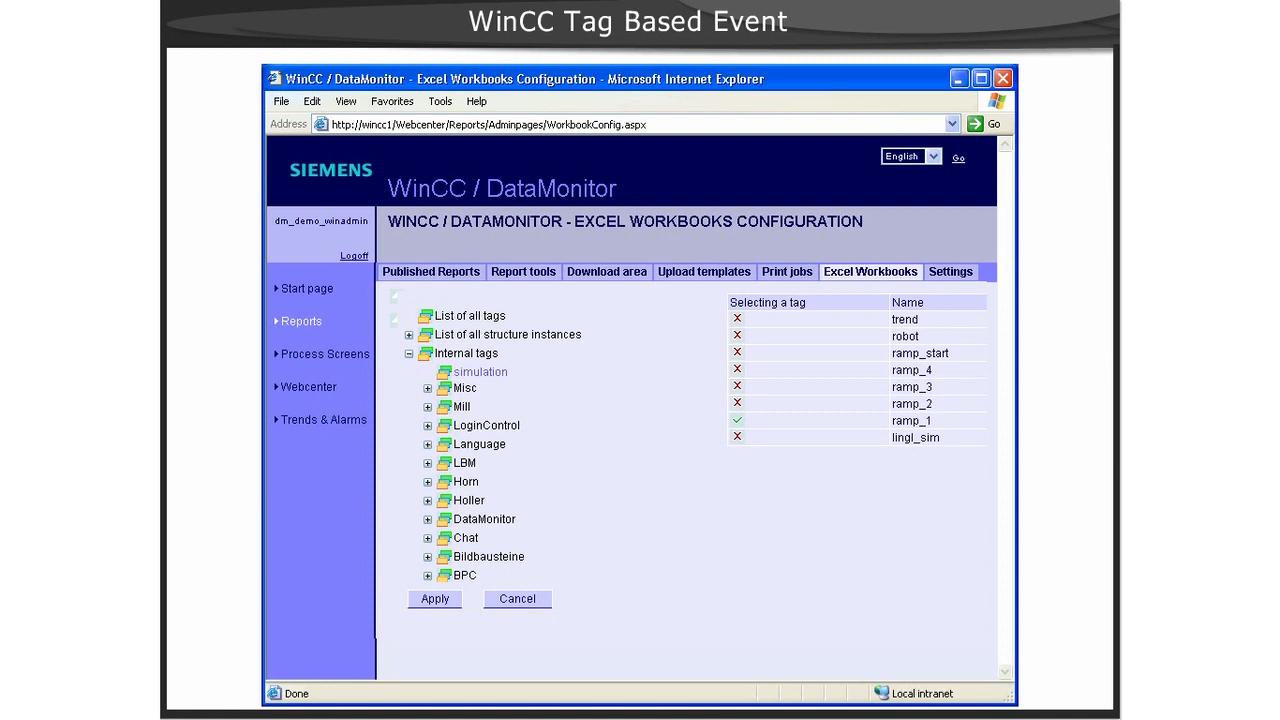 WinCC Tag Based Event
WinCC / DataMonitor - Excel Workbooks Configuration - Microsoft Internet Explorer
File Edit View Favorites Tools Help
Address http://wincc1/Webcenter/Reports/Adminpages/WorkbookConfig.aspx Go
SIEMENS
English Go
WinCC / DataMonitor
dm_demo_winadmin
Logoff
WINCC / DATAMONITOR - EXCEL WORKBOOKS CONFIGURATION
Published Reports Report tools Download area Upload templates Print jobs Excel Workbooks Settings
Start page
Reports
Process Screens
Webcenter
Trends & Alarms
List of all tags
List of all structure instances
Internal tags
simulation
Misc
Mill
LoginControl
Language
LBM
Horn
Holler
DataMonitor
Chat
Bildbausteine
BPC
Apply Cancel
Selecting a tag Name
trend
robot
ramp_start
ramp_4
ramp_3
ramp_2
ramp_1
lingl_sim
Done Local intranet